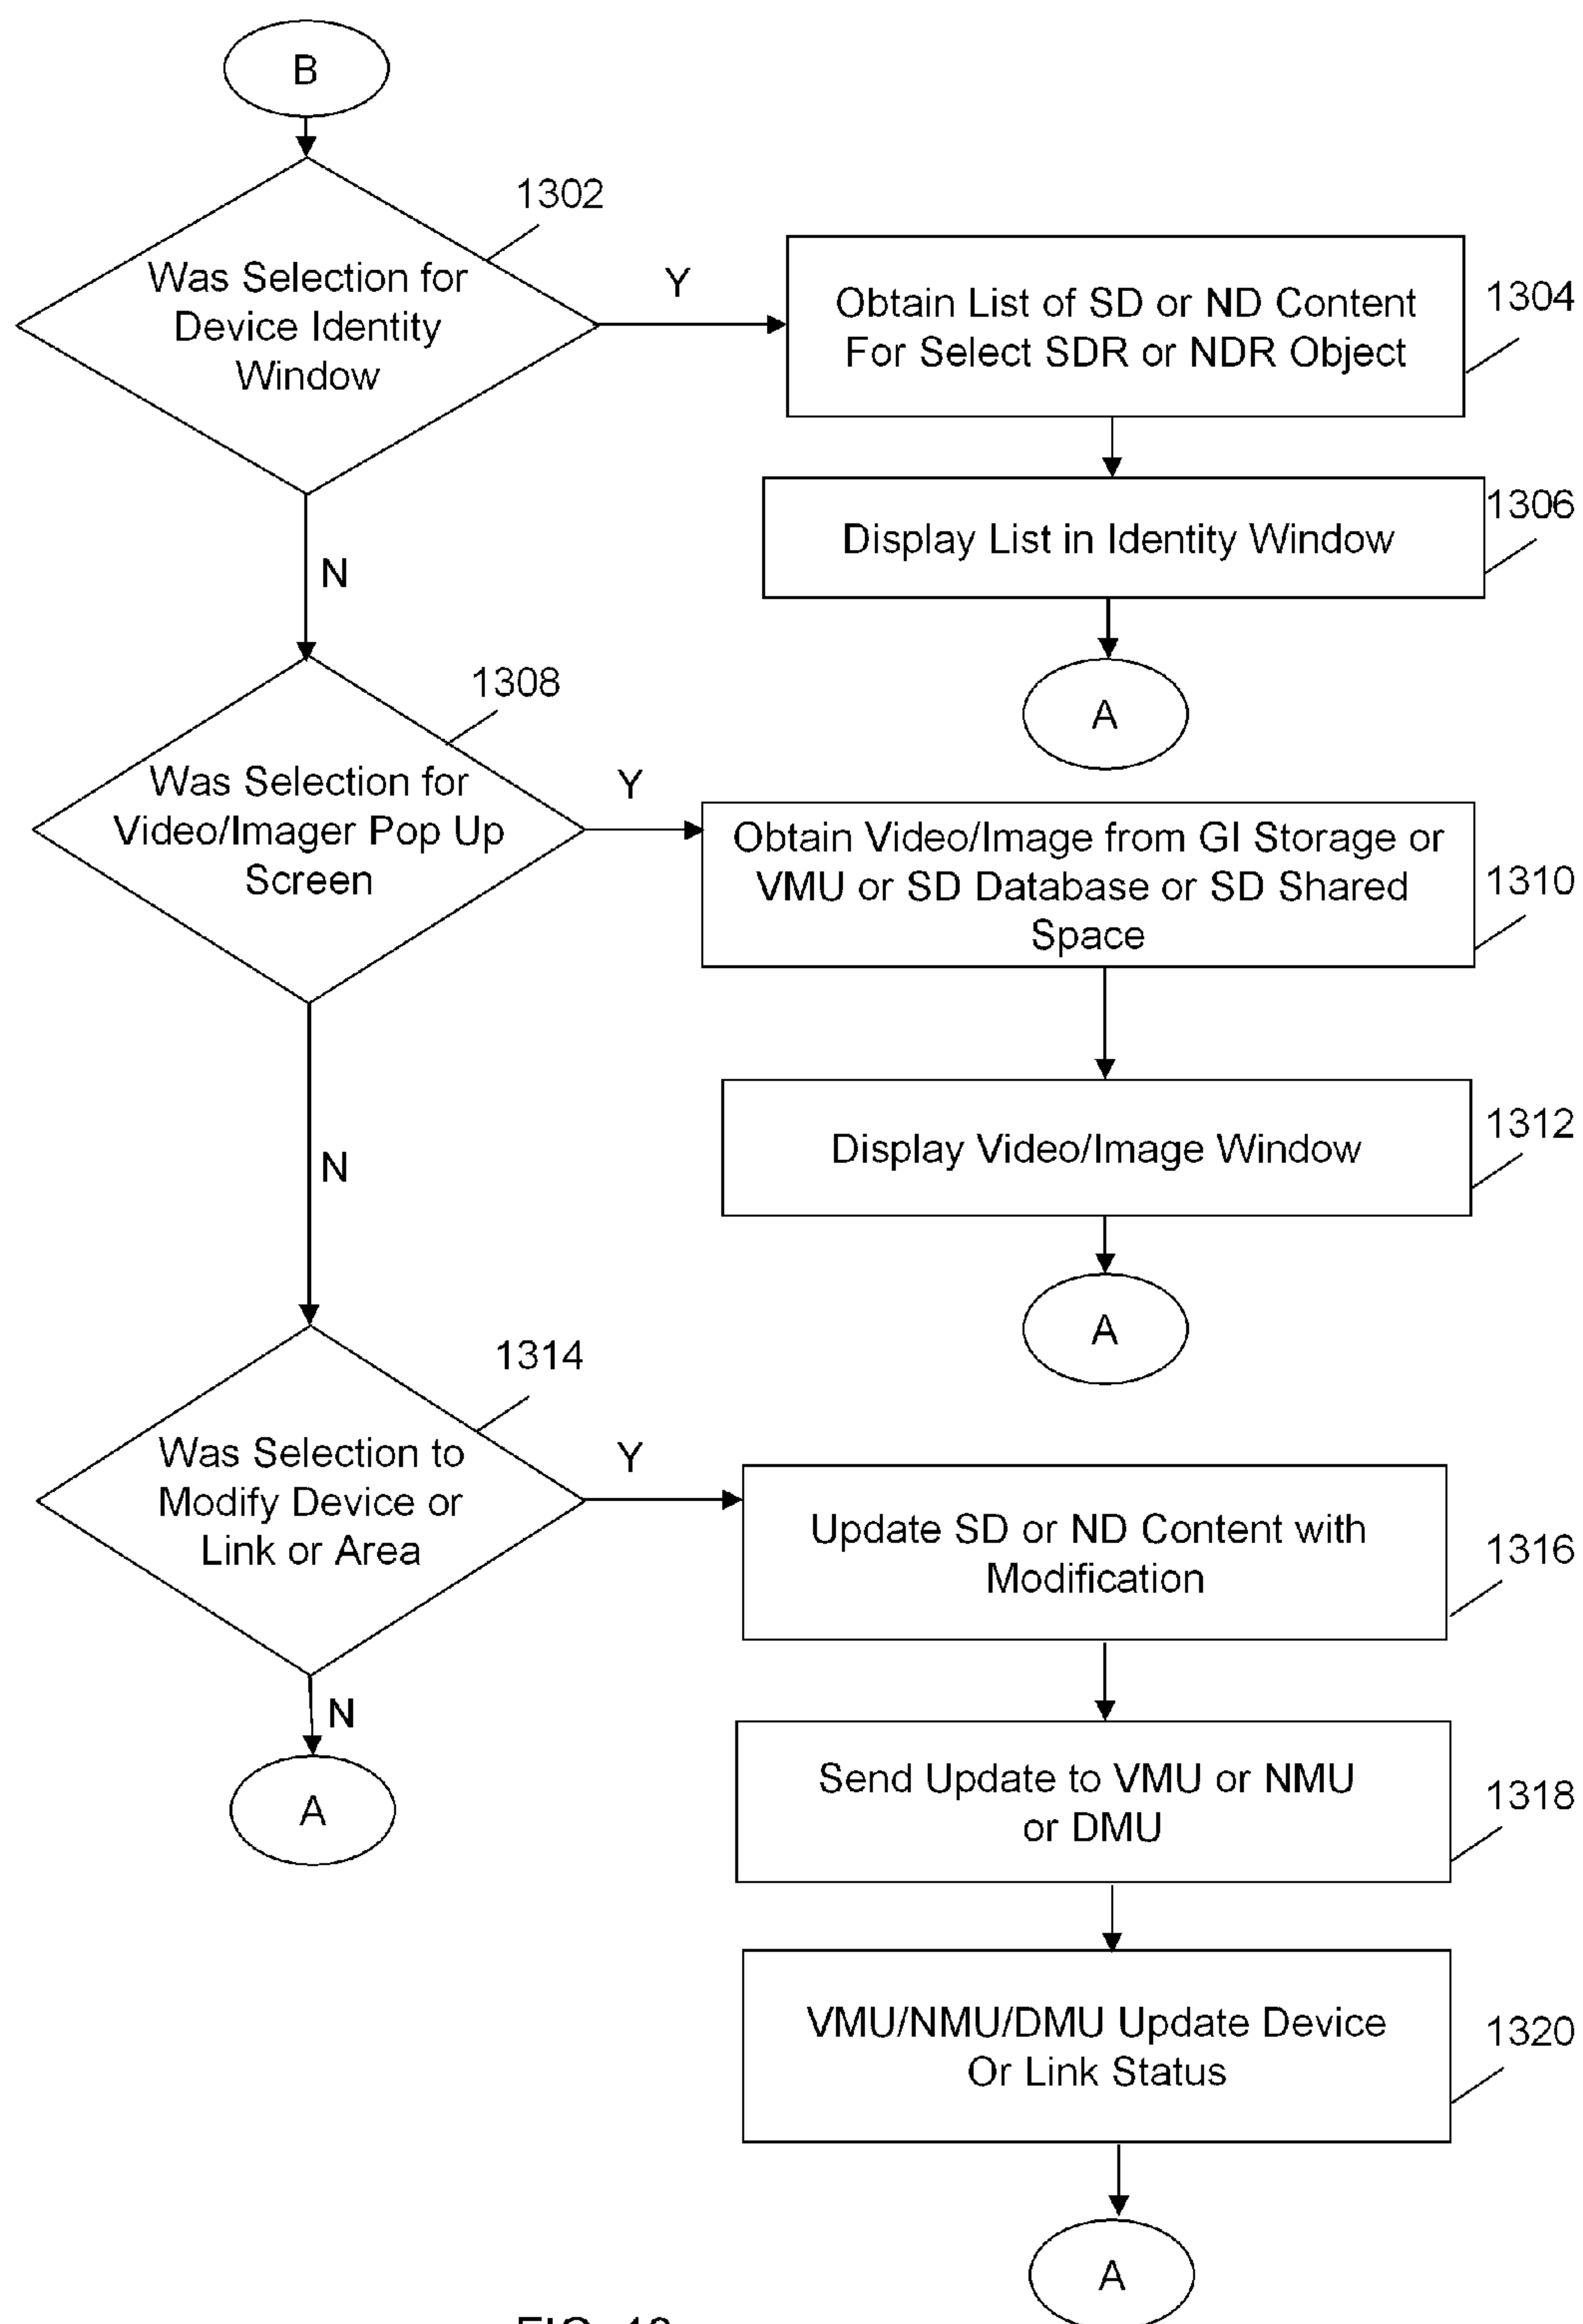 B
1302
Was Selection for
Device Identity
Window
Y
Obtain List of SD or ND Content
For Select SDR or NDR Object
1304
Display List in Identity Window
1306
N
A
1308
Was Selection for
Video/Imager Pop Up
Screen
Y
Obtain Video/Image from GI Storage or
VMU or SD Database or SD Shared
Space
1310
Display Video/Image Window
1312
N
A
1314
Was Selection to
Modify Device or
Link or Area
Y
Update SD or ND Content with
Modification
1316
N
A
Send Update to VMU or NMU
or DMU
1318
VMU/NMU/DMU Update Device
Or Link Status
1320
A